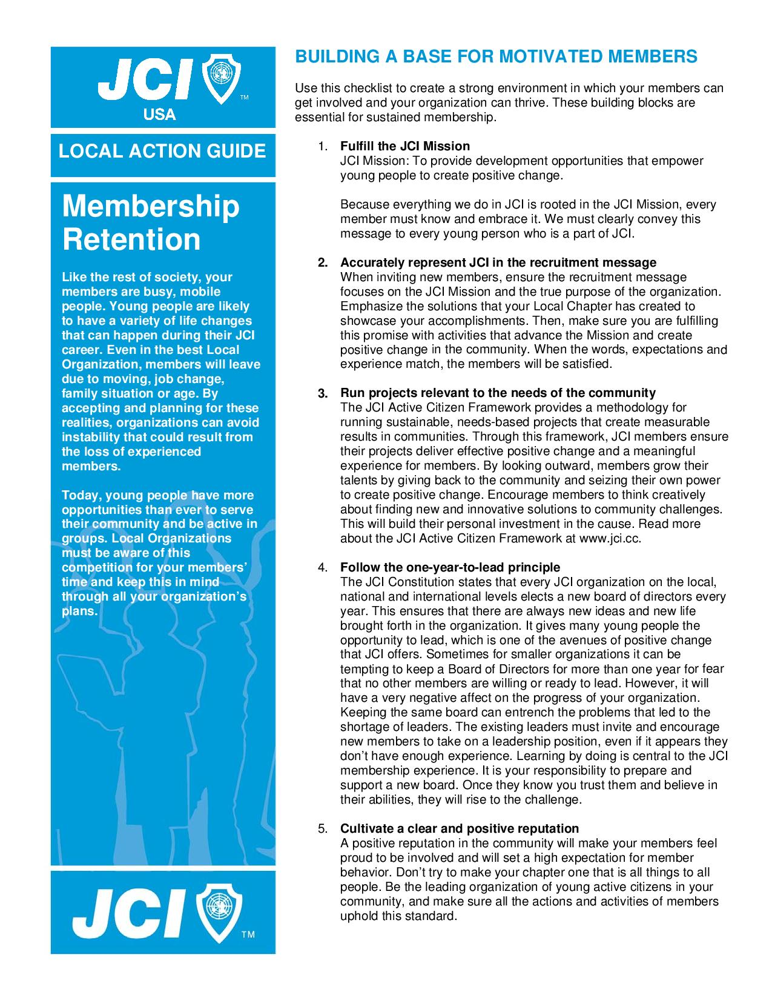 JCI
TM
USA
LOCAL ACTION GUIDE
Membership
Retention
Like the rest of society, your
members are busy, mobile
people. Young people are likely
to have a variety of life changes
that can happen during their JCI
career. Even in the best Local
Organization, members will leave
due to moving, job change,
family situation or age. By
accepting and planning for these
realities, organizations can avoid
instability that could result from
the loss of experienced
members.
Today, young people have more
opportunities than ever to serve
their community and be active in
groups. Local Organizations
must be aware of this
competition for your members’
time and keep this in mind
through all your organization’s
plans.
JCI
TM
BUILDING A BASE FOR MOTIVATED MEMBERS
Use this checklist to create a strong environment in which your members can
get involved and your organization can thrive. These building blocks are
essential for sustained membership.
1. Fulfill the JCI Mission
JCI Mission: To provide development opportunities that empower
young people to create positive change.
Because everything we do in JCI is rooted in the JCI Mission, every
member must know and embrace it. We must clearly convey this
message to every young person who is a part of JCI.
2. Accurately represent JCI in the recruitment message
When inviting new members, ensure the recruitment message
focuses on the JCI Mission and the true purpose of the organization.
Emphasize the solutions that your Local Chapter has created to
showcase your accomplishments. Then, make sure you are fulfilling
this promise with activities that advance the Mission and create
positive change in the community. When the words, expectations and
experience match, the members will be satisfied.
3. Run projects relevant to the needs of the community
The JCI Active Citizen Framework provides a methodology for
running sustainable, needs-based projects that create measurable
results in communities. Through this framework, JCI members ensure
their projects deliver effective positive change and a meaningful
experience for members. By looking outward, members grow their
talents by giving back to the community and seizing their own power
to create positive change. Encourage members to think creatively
about finding new and innovative solutions to community challenges.
This will build their personal investment in the cause. Read more
about the JCI Active Citizen Framework at www.jci.cc.
4. Follow the one-year-to-lead principle
The JCI Constitution states that every JCI organization on the local,
national and international levels elects a new board of directors every
year. This ensures that there are always new ideas and new life
brought forth in the organization. It gives many young people the
opportunity to lead, which is one of the avenues of positive change
that JCI offers. Sometimes for smaller organizations it can be
tempting to keep a Board of Directors for more than one year for fear
that no other members are willing or ready to lead. However, it will
have a very negative affect on the progress of your organization.
Keeping the same board can entrench the problems that led to the
shortage of leaders. The existing leaders must invite and encourage
new members to take on a leadership position, even if it appears they
don’t have enough experience. Learning by doing is central to the JCI
membership experience. It is your responsibility to prepare and
support a new board. Once they know you trust them and believe in
their abilities, they will rise to the challenge.
5. Cultivate a clear and positive reputation
A positive reputation in the community will make your members feel
proud to be involved and will set a high expectation for member
behavior. Don’t try to make your chapter one that is all things to all
people. Be the leading organization of young active citizens in your
community, and make sure all the actions and activities of members
uphold this standard.